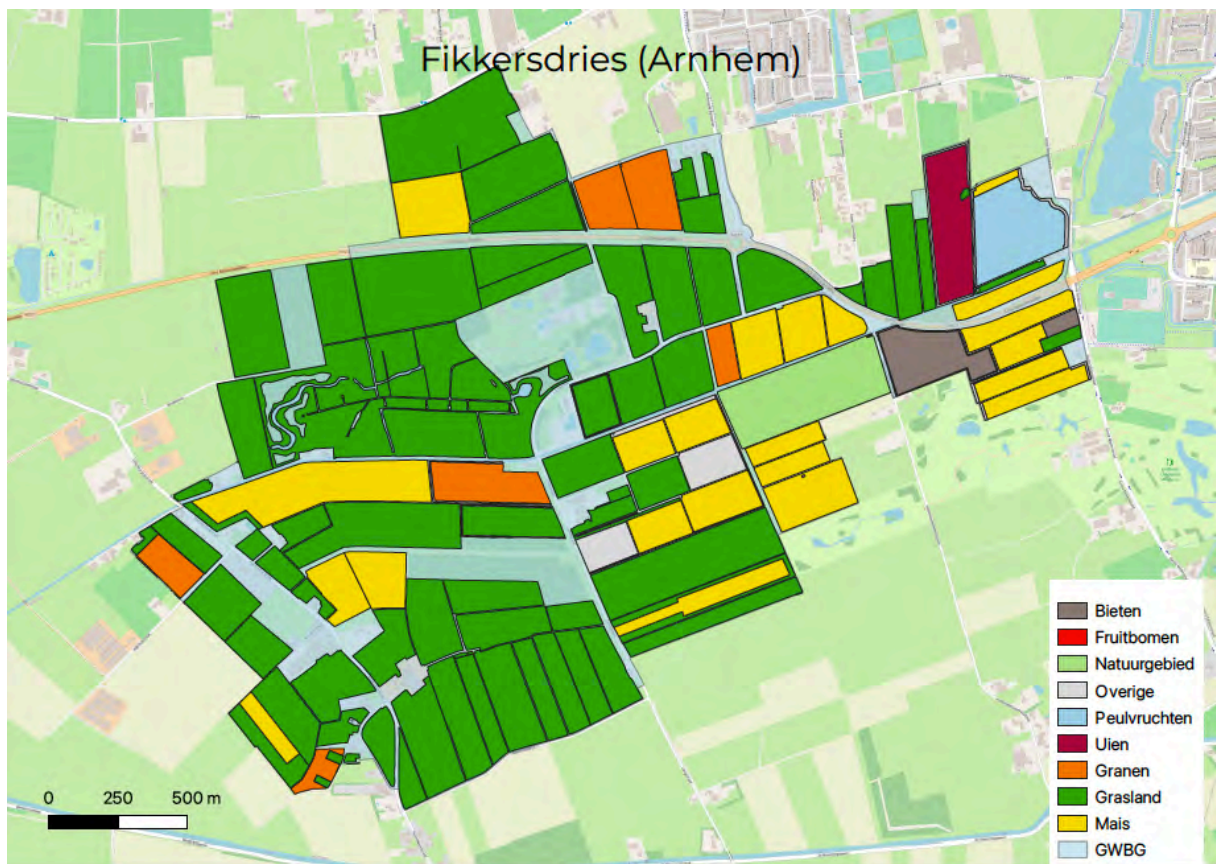 Fikkersdries (Arnhem)
Bieten
Fruitbomen
Natuurgebied
Overige
Peulvruchten
Uien
Granen
Grasland
Mais
GWBG
0 250 500 m